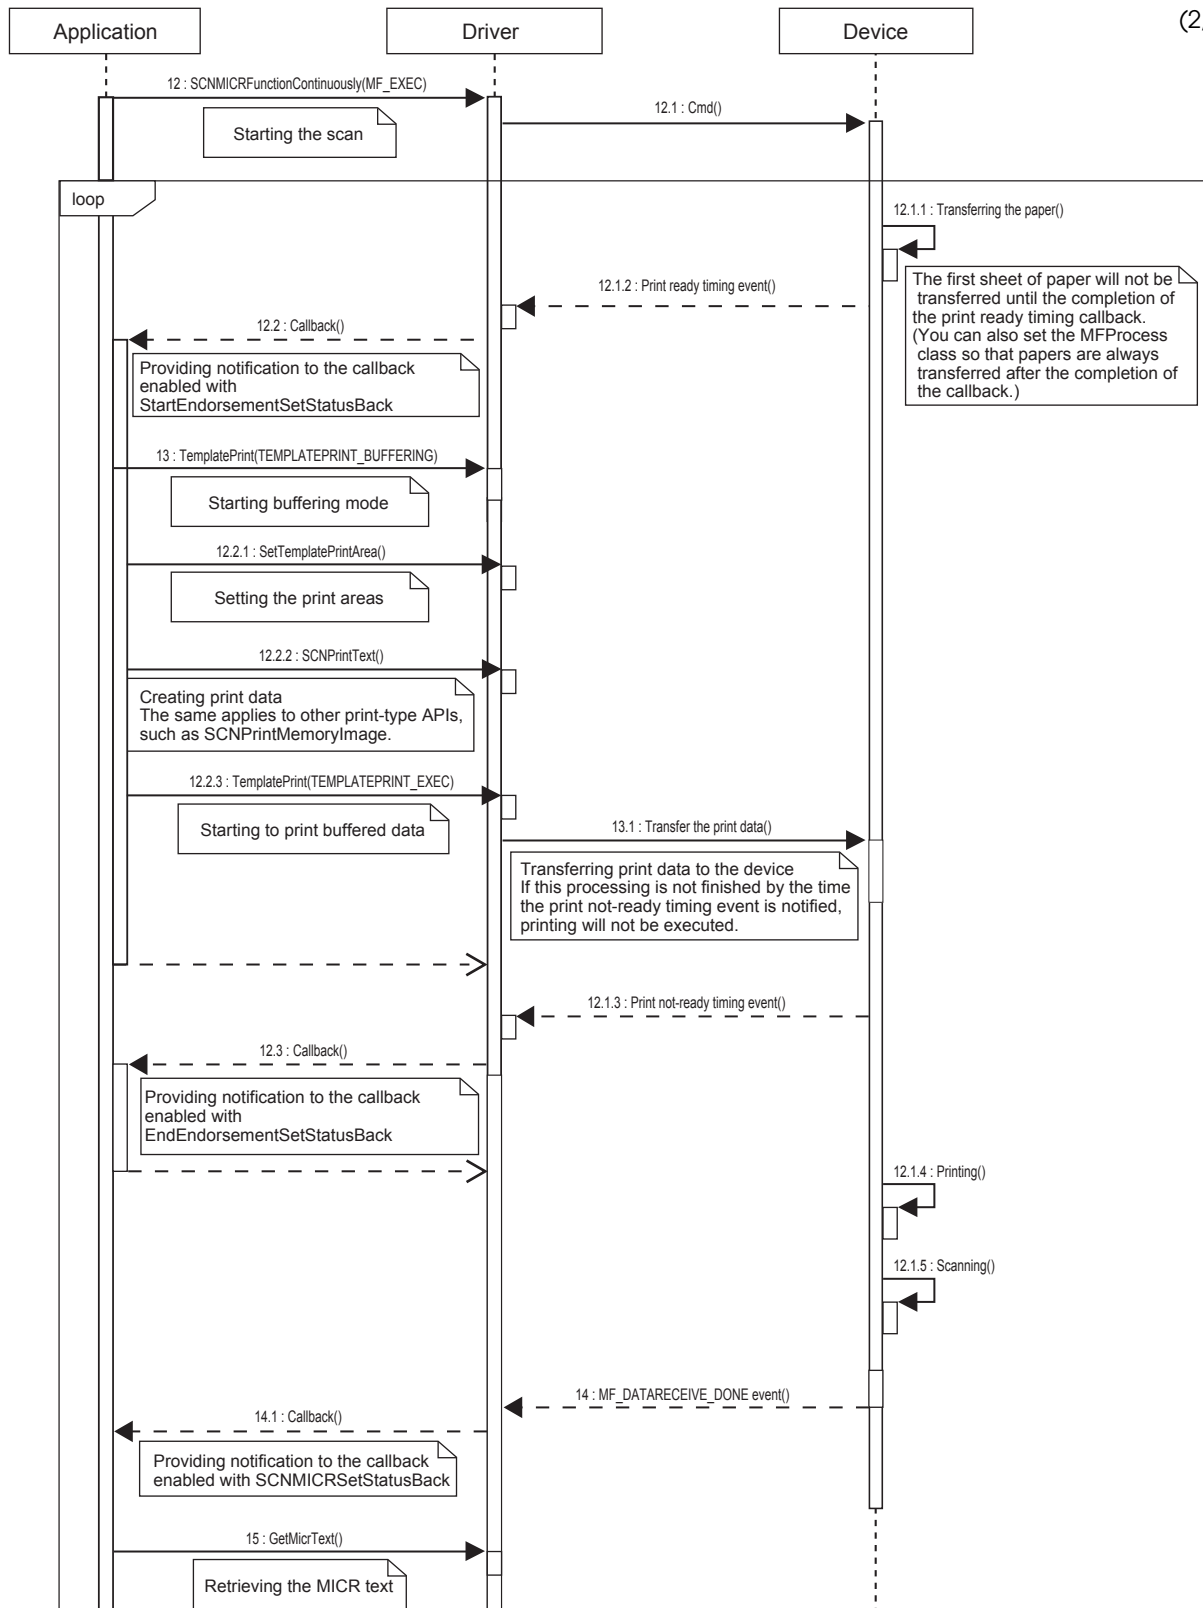 Application
Driver
Device
(2
12 : SCNMICRFunctionContinuously(MF_EXEC)
Starting the scan
12.1 : Cmd()
loop
12.1.1 : Transferring the paper()
The first sheet of paper will not be
transferred until the completion of
the print ready timing callback.
(You can also set the MFProcess
class so that papers are always
transferred after the completion of
the callback.)
12.1.2 : Print ready timing event()
12.2 : Callback()
Providing notification to the callback
enabled with
StartEndorsementSetStatusBack
13 : TemplatePrint(TEMPLATEPRINT_BUFFERING)
Starting buffering mode
12.2.1 : SetTemplatePrintArea()
Setting the print areas
12.2.2 : SCNPrintText()
Creating print data
The same applies to other print-type APIs,
such as SCNPrintMemoryImage.
12.2.3 : TemplatePrint(TEMPLATEPRINT_EXEC)
Starting to print buffered data
13.1 : Transfer the print data()
Transferring print data to the device
If this processing is not finished by the time
the print not-ready timing event is notified,
printing will not be executed.
12.1.3 : Print not-ready timing event()
12.3 : Callback()
Providing notification to the callback
enabled with
EndEndorsementSetStatusBack
12.1.4 : Printing()
12.1.5 : Scanning()
14 : MF_DATARECEIVE_DONE event()
14.1 : Callback()
Providing notification to the callback
enabled with SCNMICRSetStatusBack
15 : GetMicrText()
Retrieving the MICR text